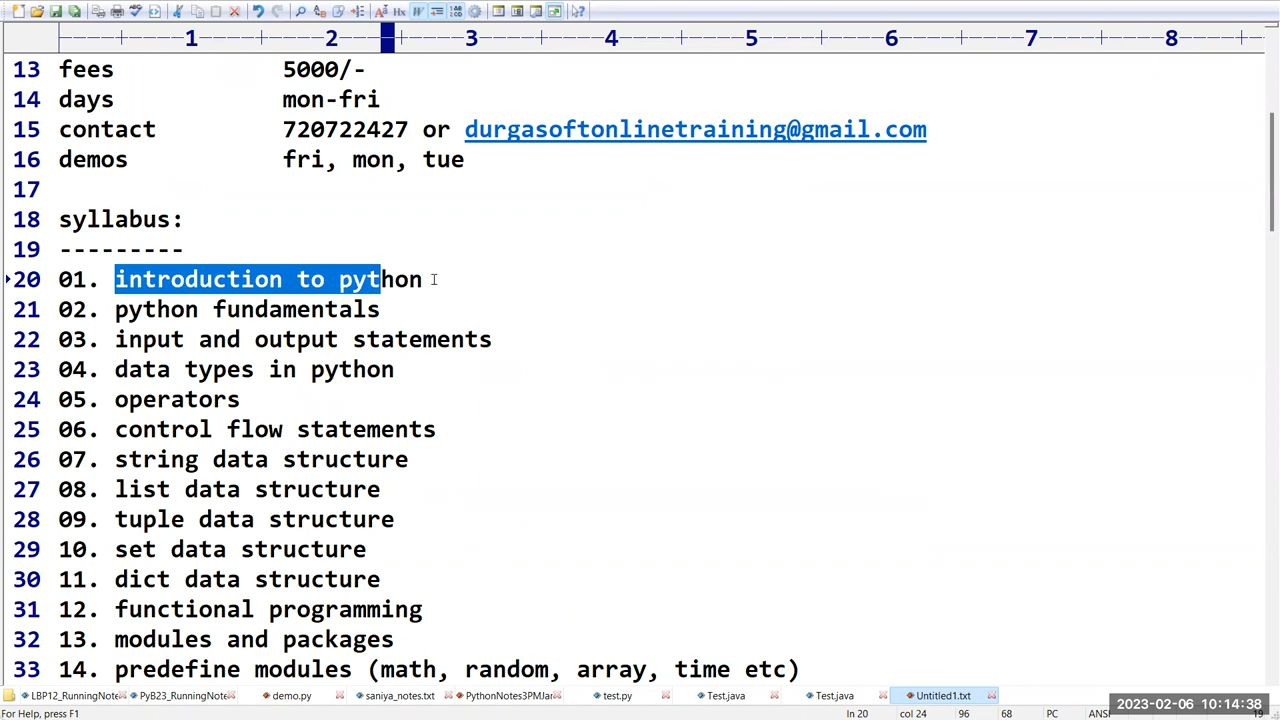 1 2 3 4 5 6 7 8
13 fees 5000/-
14 days mon-fri
15 contact 720722427 or durgasoftonlinetraining@gmail.com
16 demos fri, mon, tue
17
18 syllabus:
19 ---------
20 01. introduction to python
21 02. python fundamentals
22 03. input and output statements
23 04. data types in python
24 05. operators
25 06. control flow statements
26 07. string data structure
27 08. list data structure
28 09. tuple data structure
29 10. set data structure
30 11. dict data structure
31 12. functional programming
32 13. modules and packages
33 14. predefine modules (math, random, array, time etc)
LBP12_RunningNote PyB23_RunningNote demo.py saniya_notes.txt PythonNotes3PMJan test.py Test.java Test.java Untitled1.txt
2023-02-06 10:14:38
For Help, press F1 ln 20 col 24 96 68 PC ANSI